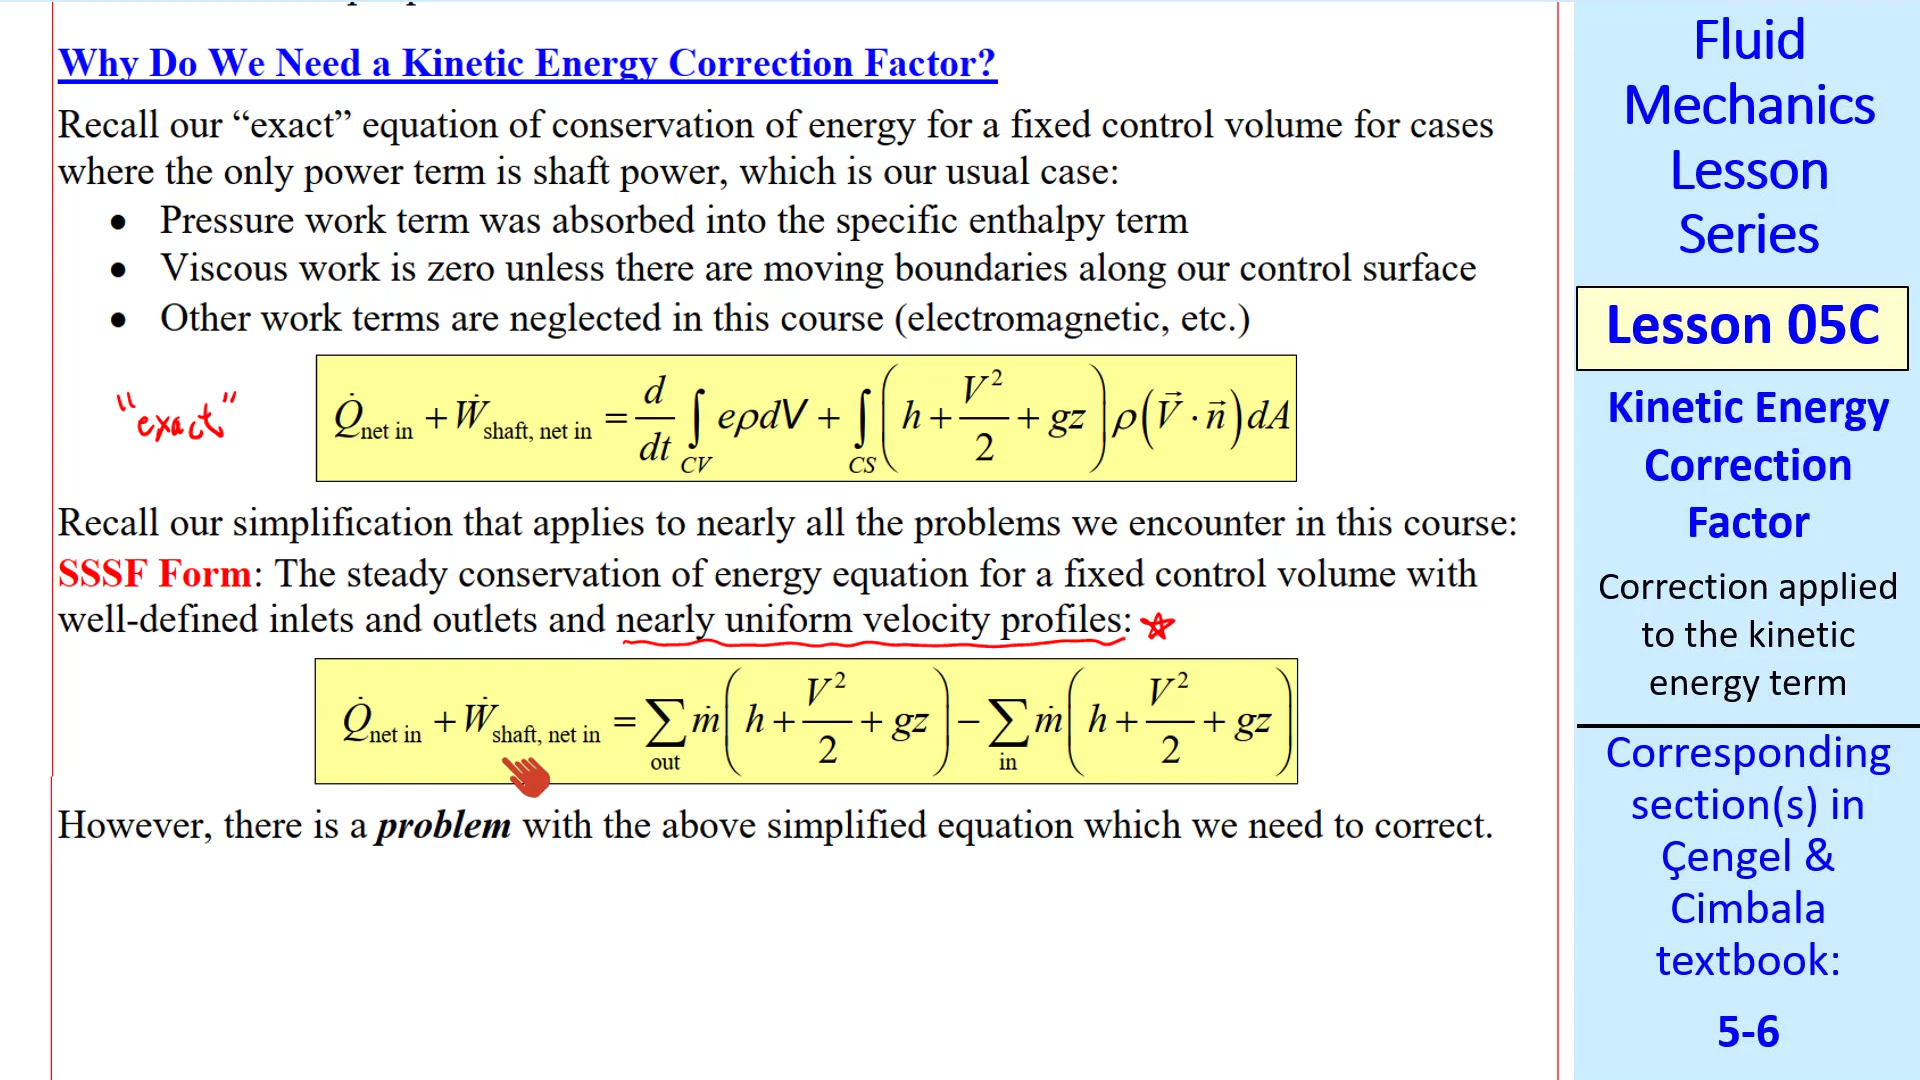 Why Do We Need a Kinetic Energy Correction Factor?
Recall our “exact” equation of conservation of energy for a fixed control volume for cases
where the only power term is shaft power, which is our usual case:
• Pressure work term was absorbed into the specific enthalpy term
• Viscous work is zero unless there are moving boundaries along our control surface
• Other work terms are neglected in this course (electromagnetic, etc.)
"exact"
Q̇_net in + Ẇ_shaft, net in = d/dt ∫_CV eρdV + ∫_CS (h + V²/2 + gz) ρ(V⃗ · n⃗) dA
Recall our simplification that applies to nearly all the problems we encounter in this course:
SSSF Form: The steady conservation of energy equation for a fixed control volume with
well-defined inlets and outlets and nearly uniform velocity profiles:
Q̇_net in + Ẇ_shaft, net in = ∑_out ṁ(h + V²/2 + gz) − ∑_in ṁ(h + V²/2 + gz)
However, there is a problem with the above simplified equation which we need to correct.
Fluid
Mechanics
Lesson
Series
Lesson 05C
Kinetic Energy
Correction
Factor
Correction applied
to the kinetic
energy term
Corresponding
section(s) in
Çengel &
Cimbala
textbook:
5-6